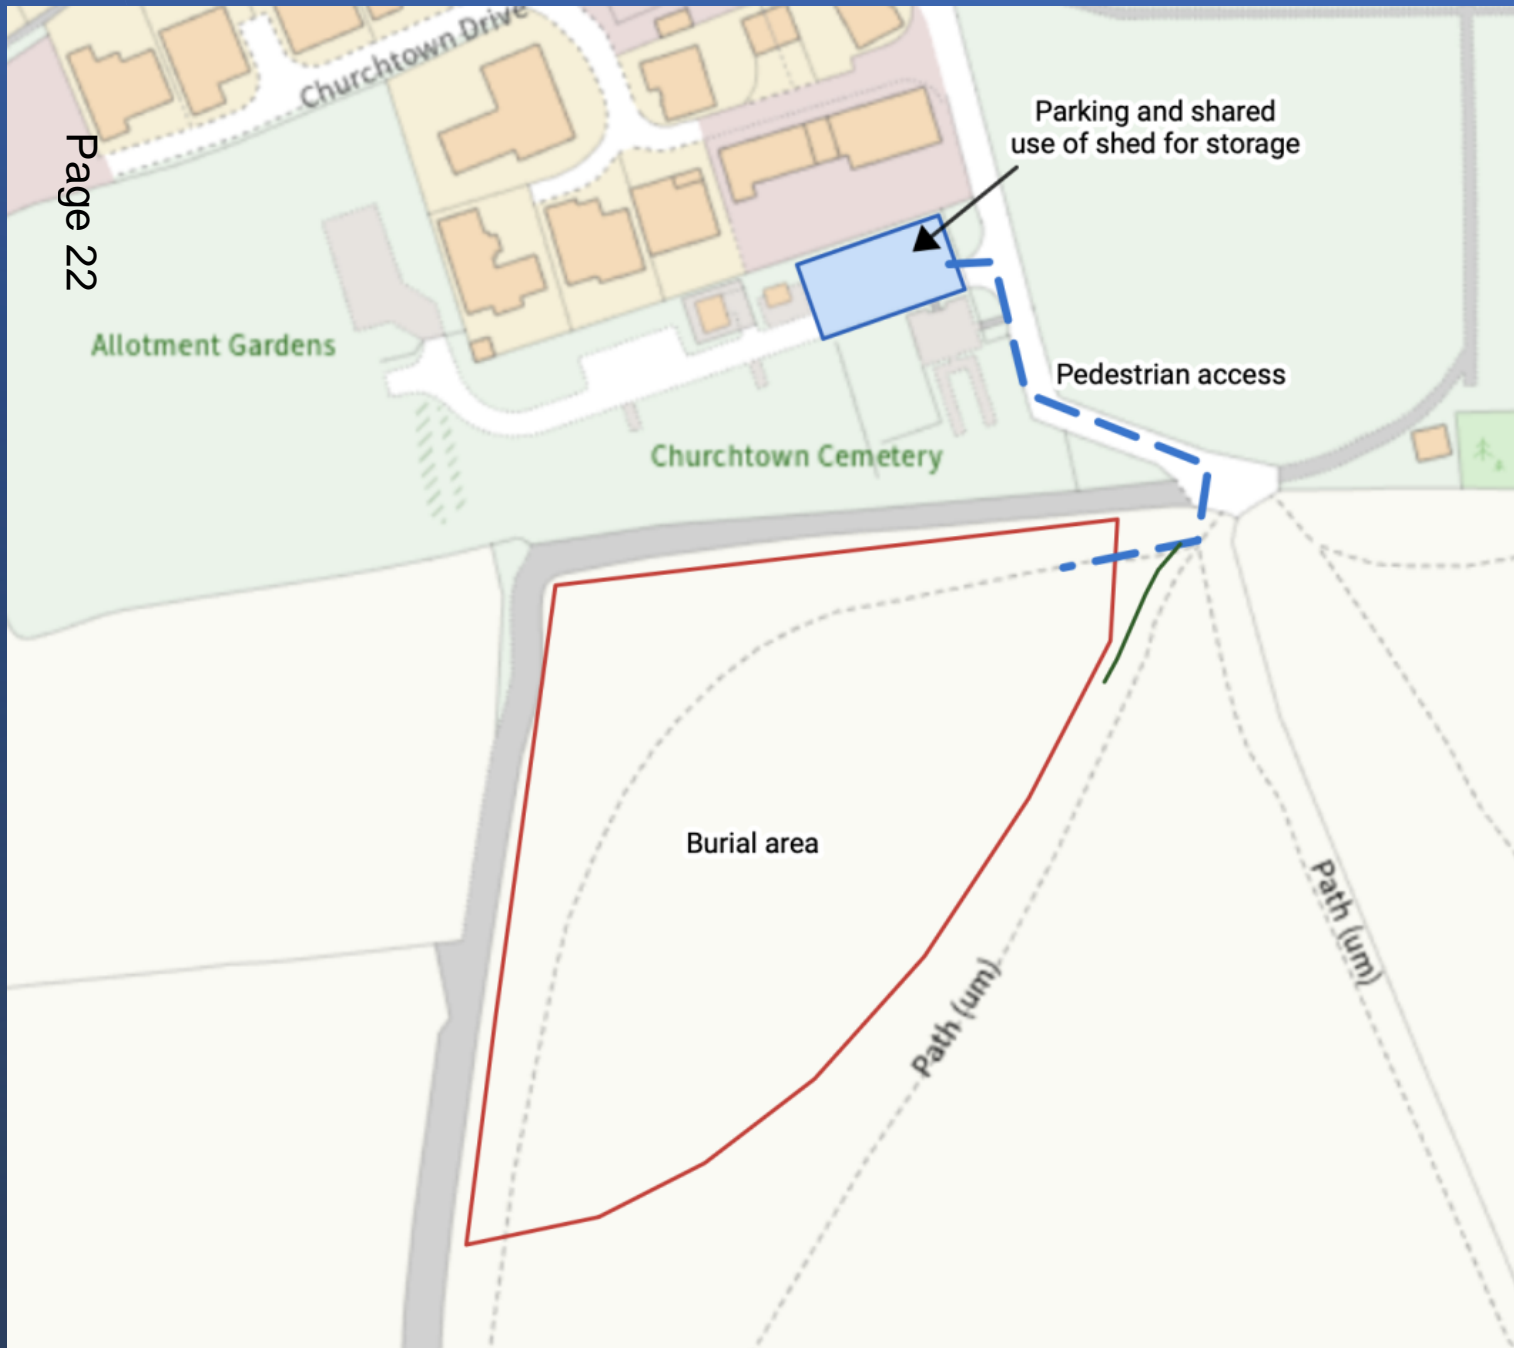 Churchtown Drive
Parking and shared
use of shed for storage
Page 22
Allotment Gardens
Pedestrian access
Churchtown Cemetery
Burial area
Path (um)
Path (um)